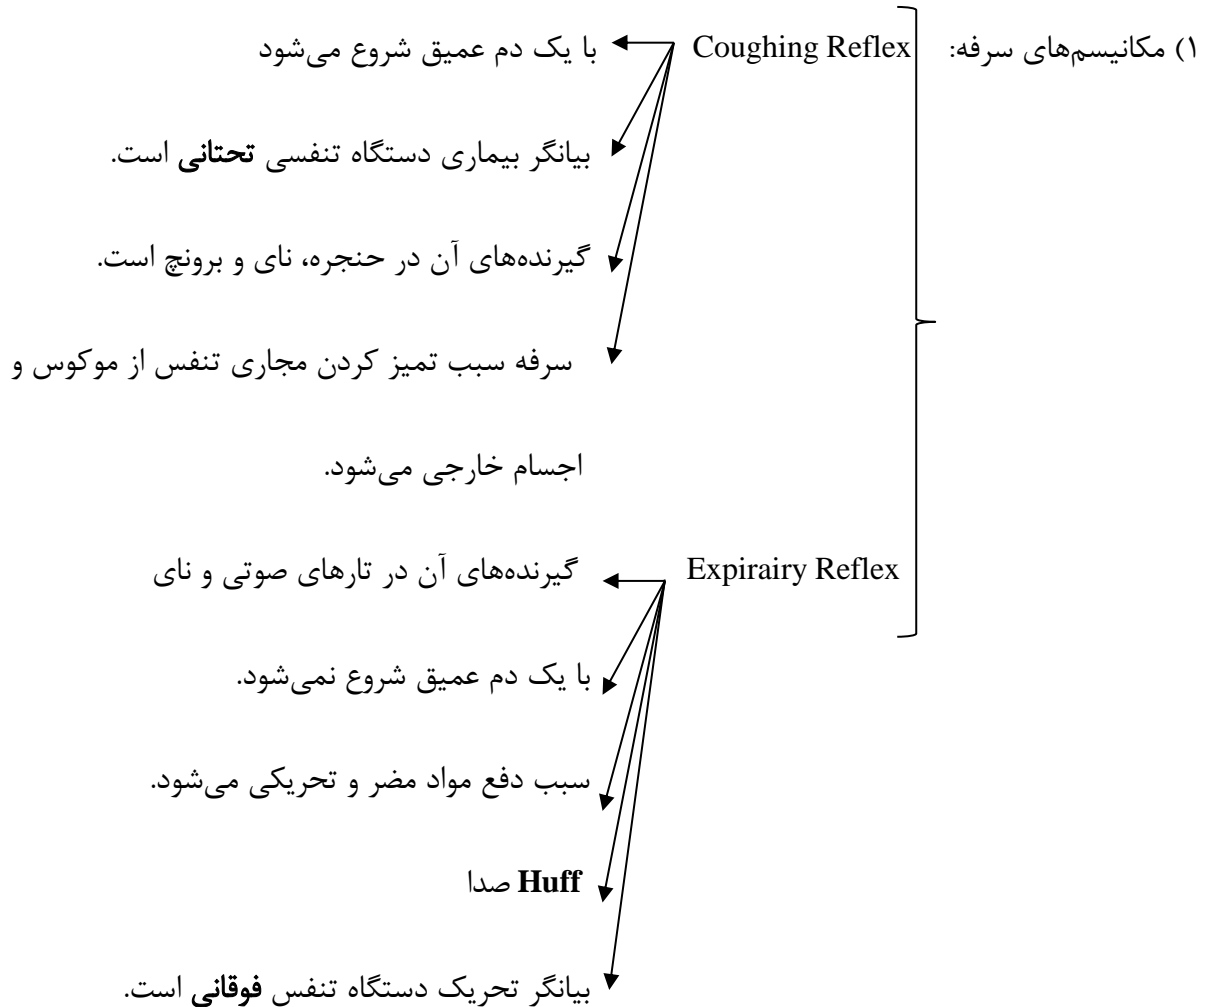 ۱) مکانیسم‌های سرفه: Coughing Reflex با یک دم عمیق شروع می‌شود
بیانگر بیماری دستگاه تنفسی تحتانی است.
گیرنده‌های آن در حنجره، نای و برونچ است.
سرفه سبب تمیز کردن مجاری تنفس از موکوس و
اجسام خارجی می‌شود.
Expirairy Reflex گیرنده‌های آن در تارهای صوتی و نای
با یک دم عمیق شروع نمی‌شود.
سبب دفع مواد مضر و تحریکی می‌شود.
Huff صدا
بیانگر تحریک دستگاه تنفس فوقانی است.